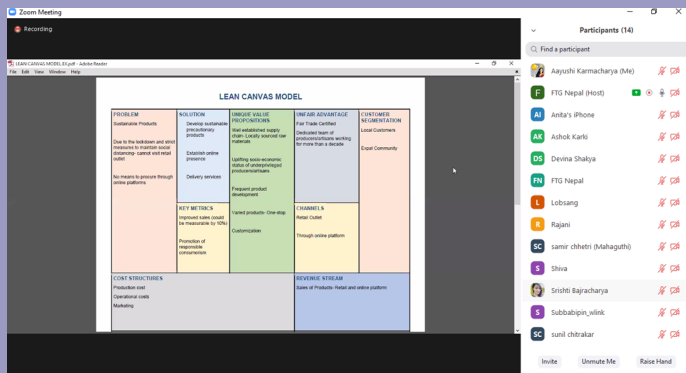 Zoom Meeting
Recording
LEAN CANVAS MODEL (0).pdf - Adobe Reader
File Edit View Window Help
LEAN CANVAS MODEL
PROBLEM
Sustainable Products
Due to the lockdown and strict
measures to maintain social
distancing- cannot visit retail
outlet
No means to procure through
online platforms
SOLUTION
Develop sustainable
precautionary
products
Establish online
presence
Delivery services
KEY METRICS
Improved sales (could
be measurable by 10%)
Promotion of
responsible
consumerism
UNIQUE VALUE
PROPOSITIONS
Well established supply
chain- Locally sourced raw
materials
Uplifting socio-economic
status of underprivileged
producers/artisans
Frequent product
development
Varied products- One-stop
Customization
UNFAIR ADVANTAGE
Fair Trade Certified
Dedicated team of
producers/artisans working
for more than a decade
CHANNELS
Retail Outlet
Through online platform
CUSTOMER
SEGMENTATION
Local Customers
Expat Community
COST STRUCTURES
Production cost
Operational costs
Marketing
REVENUE STREAM
Sales of Products- Retail and online platform
Participants (14)
Find a participant
Aayushi Karmacharya (Me)
F FTG Nepal (Host)
AI Anita's iPhone
AK Ashok Karki
DS Devina Shakya
FN FTG Nepal
L Lobsang
R Rajani
SC samir chhetri (Mahaguthi)
S Shiva
Srishti Bajracharya
S Subbabipin_wlink
SC sunil chitrakar
Invite
Unmute Me
Raise Hand